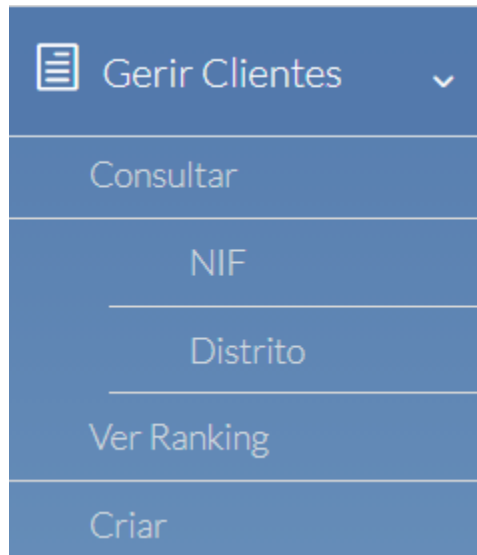 Gerir Clientes
Consultar
NIF
Distrito
Ver Ranking
Criar